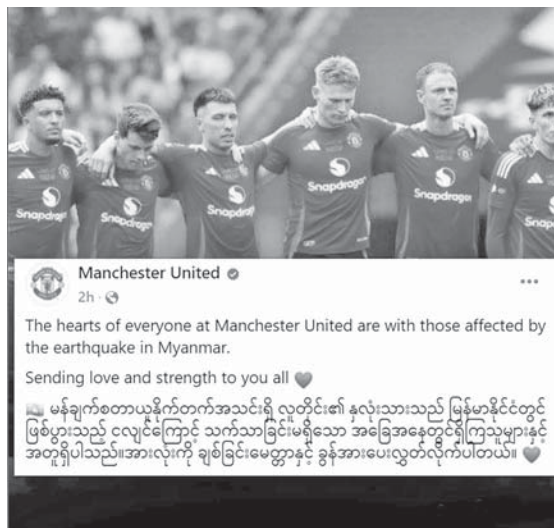 Snapdragon
Snapdragon
Snapdragon
Snapdragon
Snapdragon
Manchester United
2h
The hearts of everyone at Manchester United are with those affected by
the earthquake in Myanmar.
Sending love and strength to you all 🖤
မန်ချက်စတာယူနိုက်တက်အသင်းရှိ လူတိုင်း၏ နှလုံးသားသည် မြန်မာနိုင်ငံတွင်
ဖြစ်ပွားသည့် ငလျင်ကြောင့် သက်သာခြင်းမရှိသော အခြေအနေတွင်ရှိကြသူများနှင့်
အတူရှိပါသည်။အားလုံးကို ချစ်ခြင်းမေတ္တာနှင့် ခွန်အားပေးလွှတ်လိုက်ပါတယ်။ 🖤